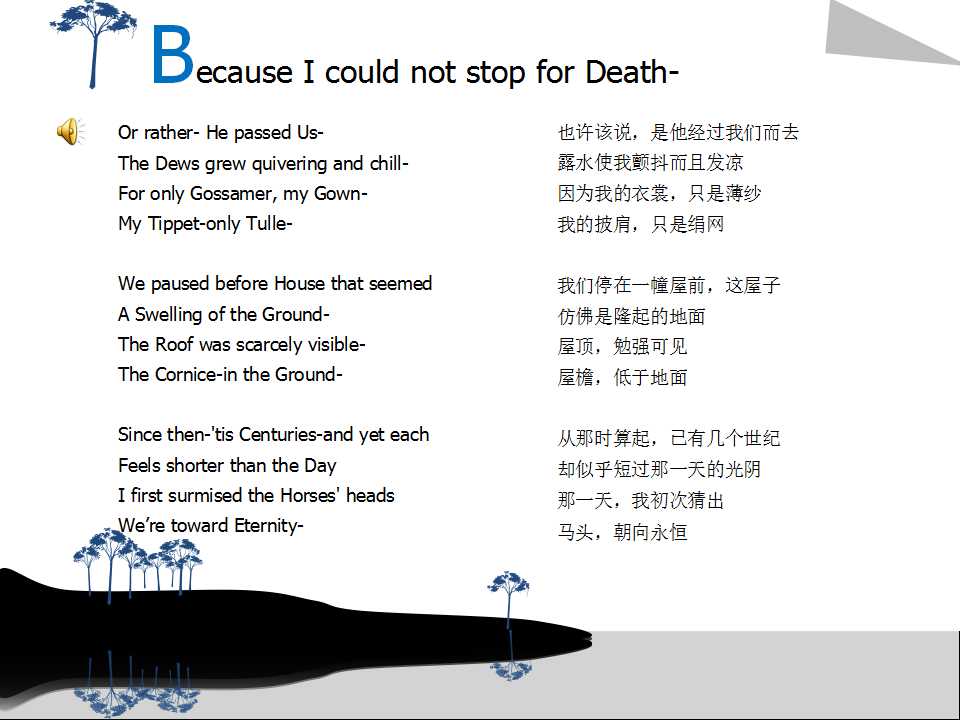 Because I could not stop for Death-
Or rather- He passed Us-
The Dews grew quivering and chill-
For only Gossamer, my Gown-
My Tippet-only Tulle-
We paused before House that seemed
A Swelling of the Ground-
The Roof was scarcely visible-
The Cornice-in the Ground-
Since then-'tis Centuries-and yet each
Feels shorter than the Day
I first surmised the Horses' heads
We’re toward Eternity-
也许该说，是他经过我们而去
露水使我颤抖而且发凉
因为我的衣裳，只是薄纱
我的披肩，只是绢网
我们停在一幢屋前，这屋子
仿佛是隆起的地面
屋顶，勉强可见
屋檐，低于地面
从那时算起，已有几个世纪
却似乎短过那一天的光阴
那一天，我初次猜出
马头，朝向永恒